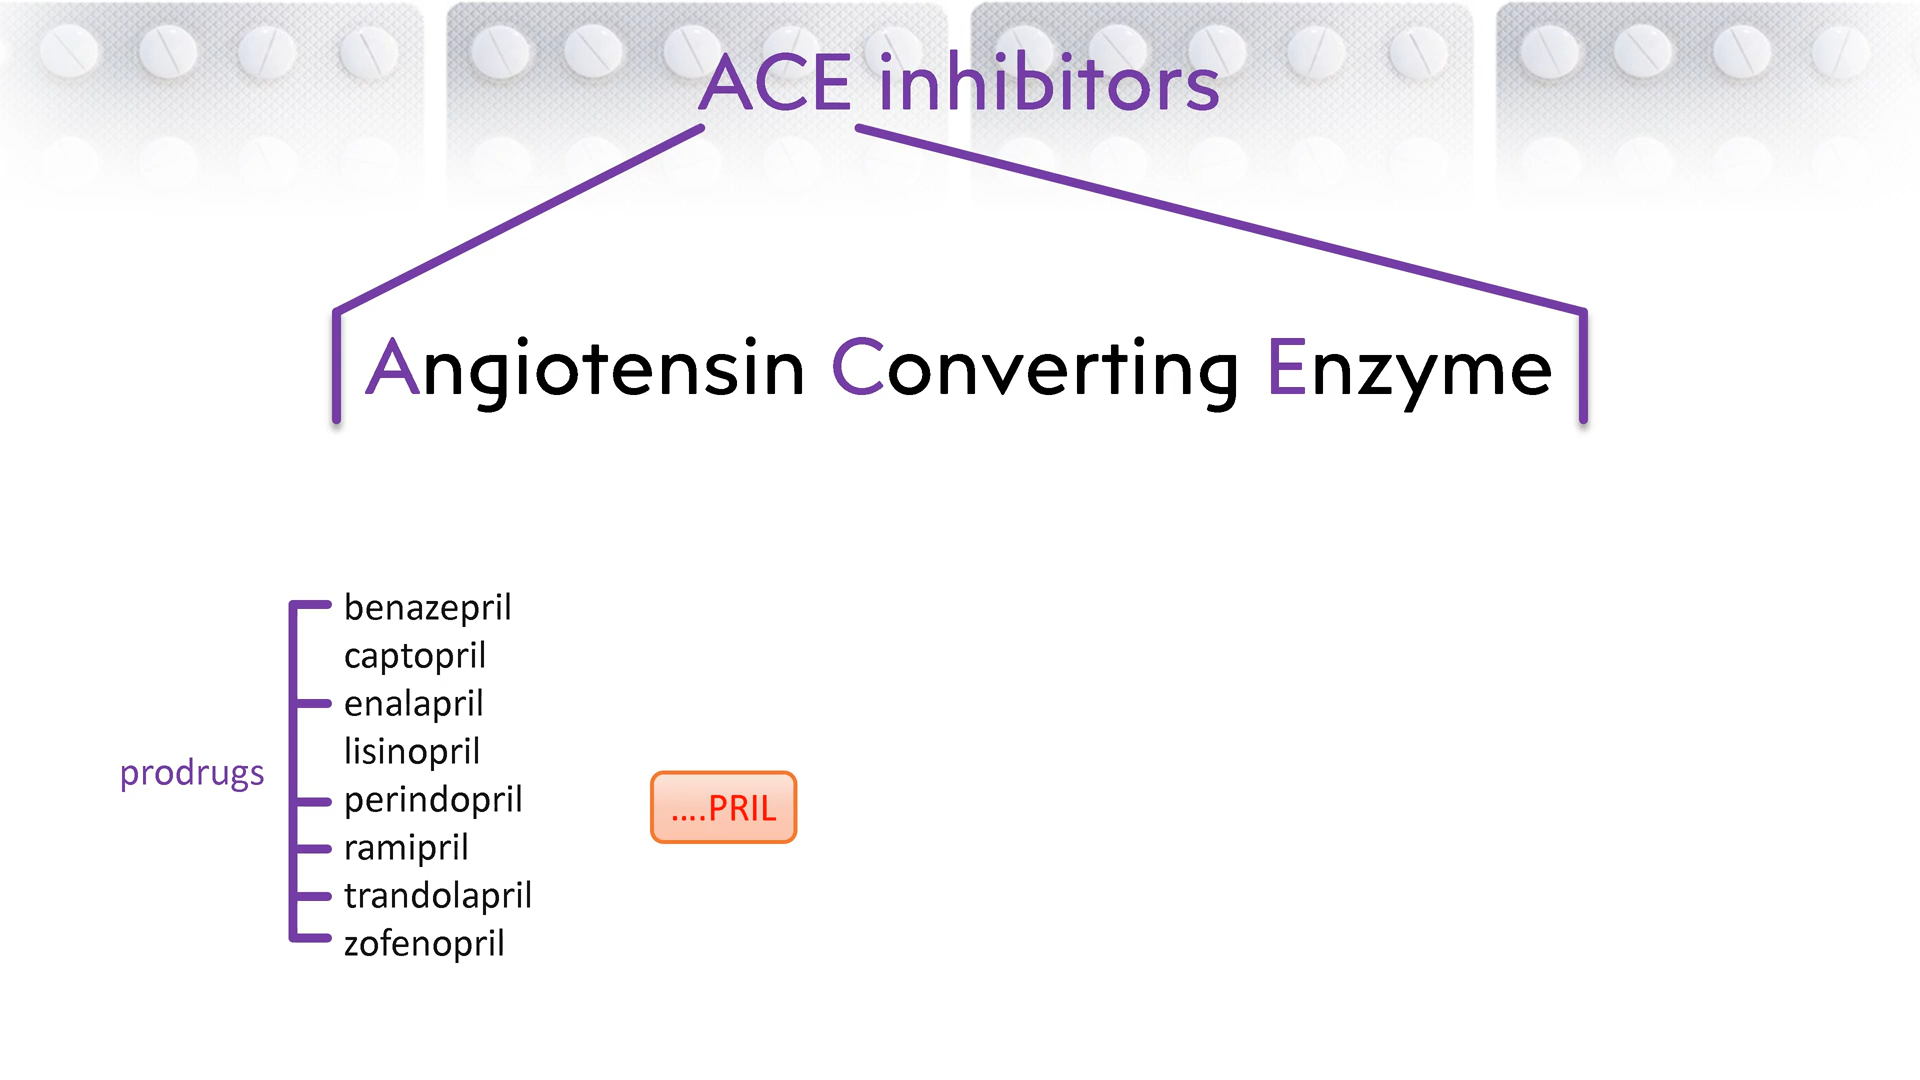 ACE inhibitors
Angiotensin Converting Enzyme
benazepril
captopril
enalapril
lisinopril
prodrugs
perindopril
....PRIL
ramipril
trandolapril
zofenopril